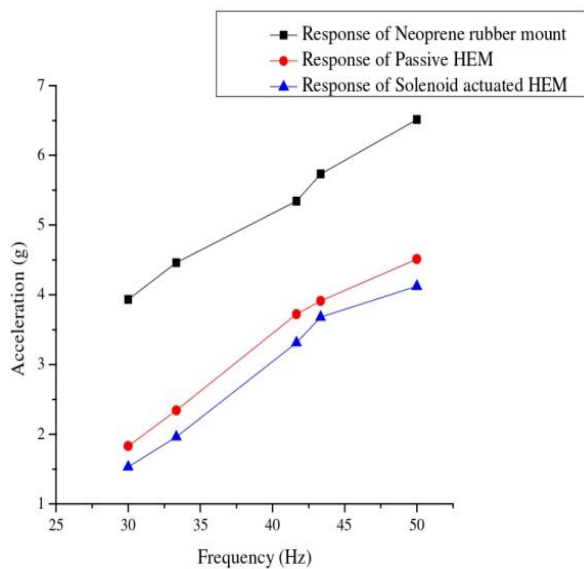 Response of Neoprene rubber mount
Response of Passive HEM
Response of Solenoid actuated HEM
7
6
5
4
3
2
1
Acceleration (g)
25
30
35
40
45
50
Frequency (Hz)